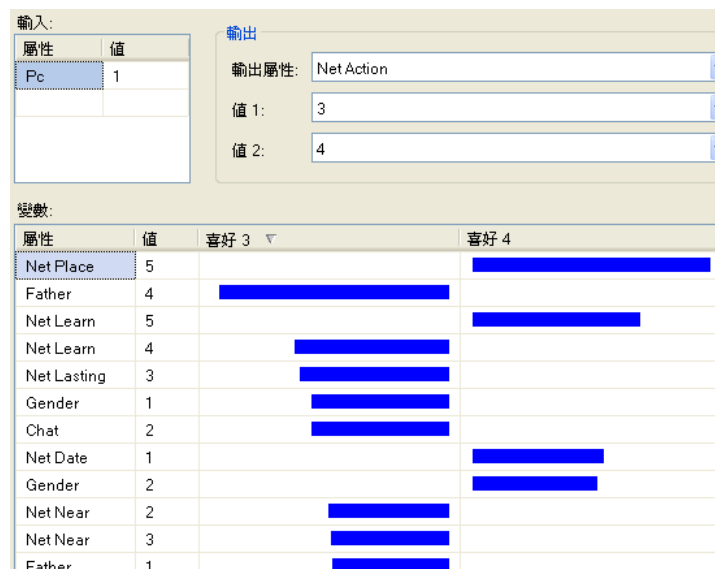 輸入:
屬性 值
Pc 1
輸出
輸出屬性: Net Action
值 1: 3
值 2: 4
變數:
屬性 值 喜好 3 喜好 4
Net Place 5
Father 4
Net Learn 5
Net Learn 4
Net Lasting 3
Gender 1
Chat 2
Net Date 1
Gender 2
Net Near 2
Net Near 3
Father 1